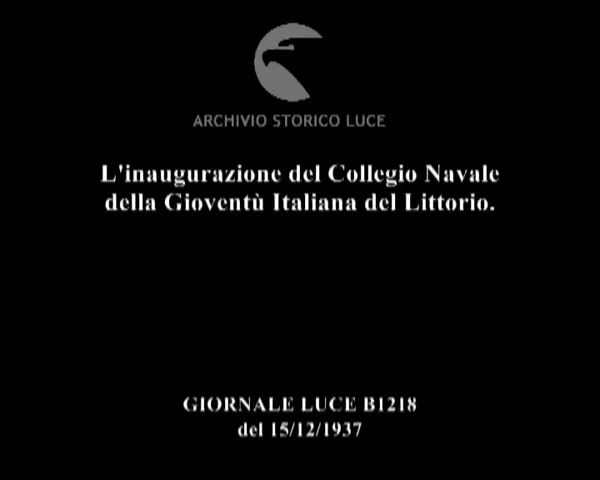 ARCHIVIO STORICO LUCE
L'inaugurazione del Collegio Navale
della Gioventù Italiana del Littorio.
GIORNALE LUCE B1218
del 15/12/1937